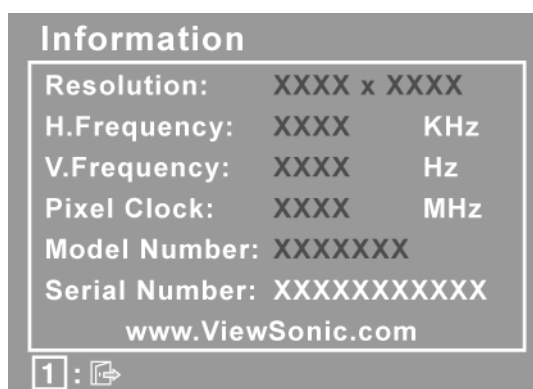 Information
Resolution: XXXX x XXXX
H.Frequency: XXXX KHz
V.Frequency: XXXX Hz
Pixel Clock: XXXX MHz
Model Number: XXXXXXX
Serial Number: XXXXXXXXXXX
www.ViewSonic.com
1 :